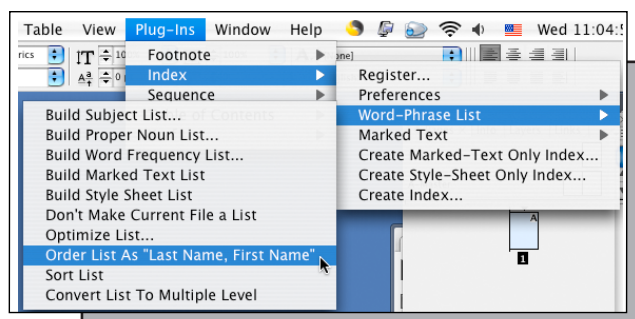 Table View Plug-Ins Window Help Wed 11:04:
rics
Footnote
Index
Sequence
Register...
Preferences
Word-Phrase List
Marked Text
Create Marked-Text Only Index...
Create Style-Sheet Only Index...
Create Index...
Build Subject List...
Build Proper Noun List...
Build Word Frequency List...
Build Marked Text List
Build Style Sheet List
Don't Make Current File a List
Optimize List...
Order List As "Last Name, First Name"
Sort List
Convert List To Multiple Level
A
1